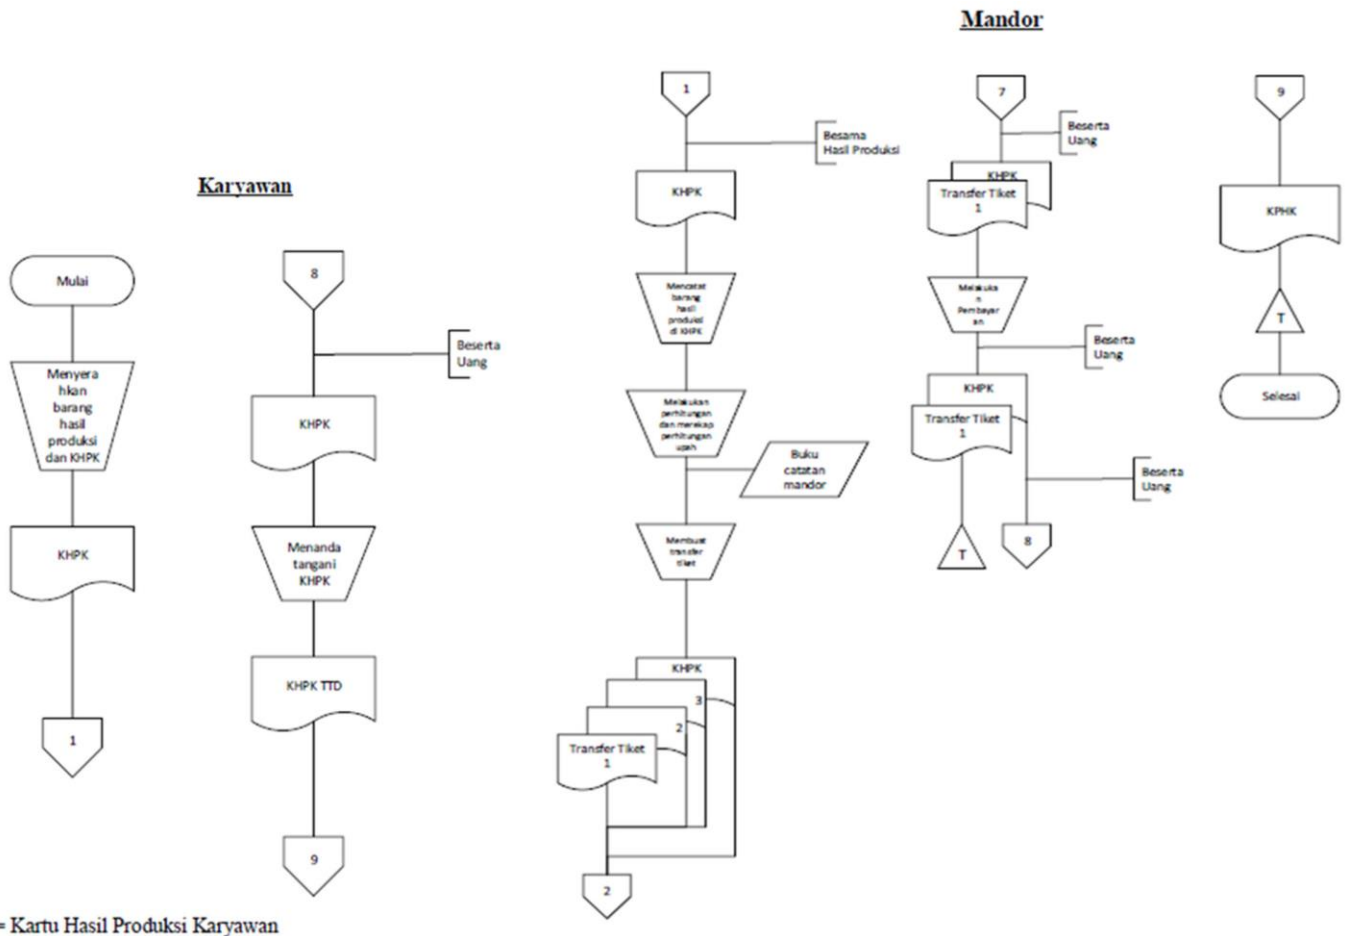 Mandor
Karyawan
Mulai
Menyera
hkan
barang
hasil
produksi
dan KHPK
KHPK
1
8
Beserta
Uang
KHPK
Menanda
tangani
KHPK
KHPK TTD
9
1
Besama
Hasil Produksi
KHPK
Mencatat
barang
hasil
produksi
di KHPK
Melakukan
perhitungan
dan merekap
perhitungan
upah
Buku
catatan
mandor
Membuat
transfer
tiket
KHPK
3
2
Transfer Tiket
1
2
7
Beserta
Uang
KHPK
Transfer Tiket
1
Melakuka
n
Pembayar
an
Beserta
Uang
KHPK
Transfer Tiket
1
Beserta
Uang
T
8
9
KPHK
T
Selesai
= Kartu Hasil Produksi Karyawan